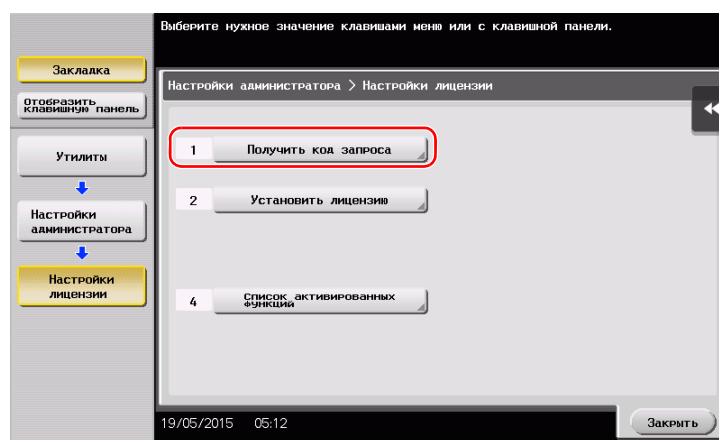 Выберите нужное значение клавишами меню или с клавишной панели.
Закладка
Отобразить
клавишную панель
Настройки администратора > Настройки лицензии
Утилиты
1 Получить код запроса
2 Установить лицензию
Настройки
администратора
Настройки
лицензии
4 Список активированных
функций
19/05/2015 05:12
Закрыть